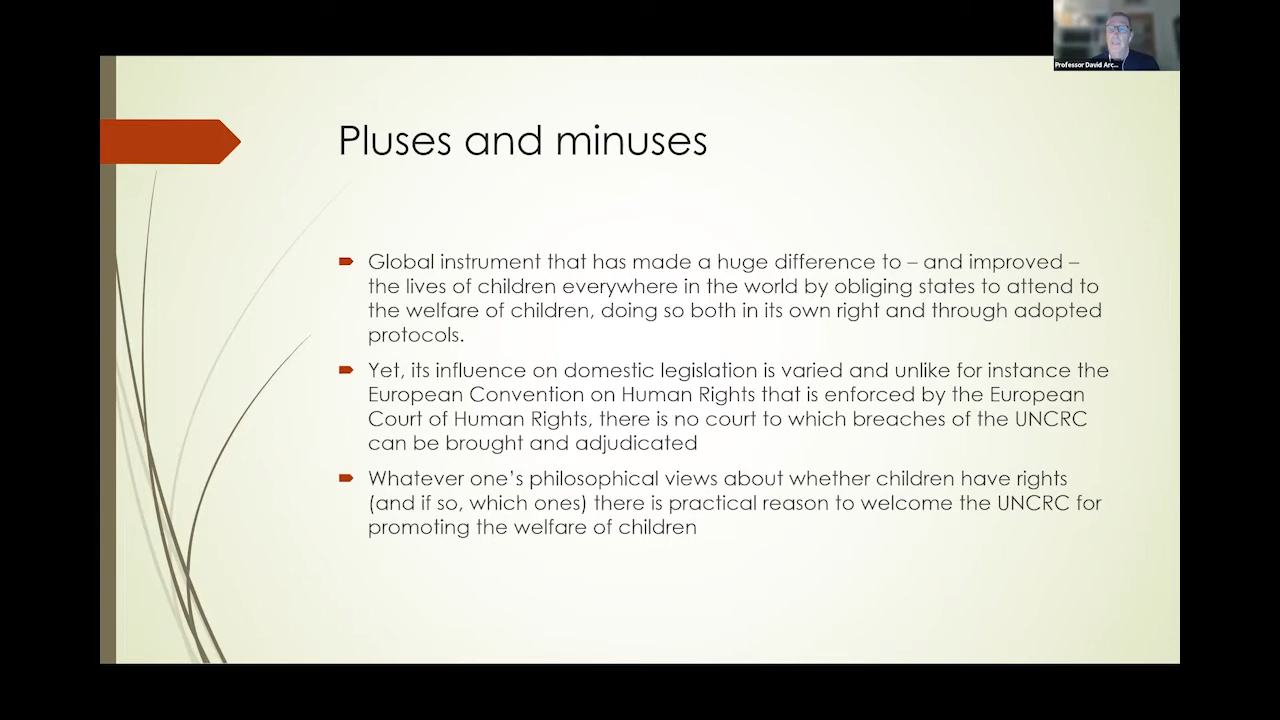 Professor David Arc...
Pluses and minuses
Global instrument that has made a huge difference to – and improved –
the lives of children everywhere in the world by obliging states to attend to
the welfare of children, doing so both in its own right and through adopted
protocols.
Yet, its influence on domestic legislation is varied and unlike for instance the
European Convention on Human Rights that is enforced by the European
Court of Human Rights, there is no court to which breaches of the UNCRC
can be brought and adjudicated
Whatever one’s philosophical views about whether children have rights
(and if so, which ones) there is practical reason to welcome the UNCRC for
promoting the welfare of children